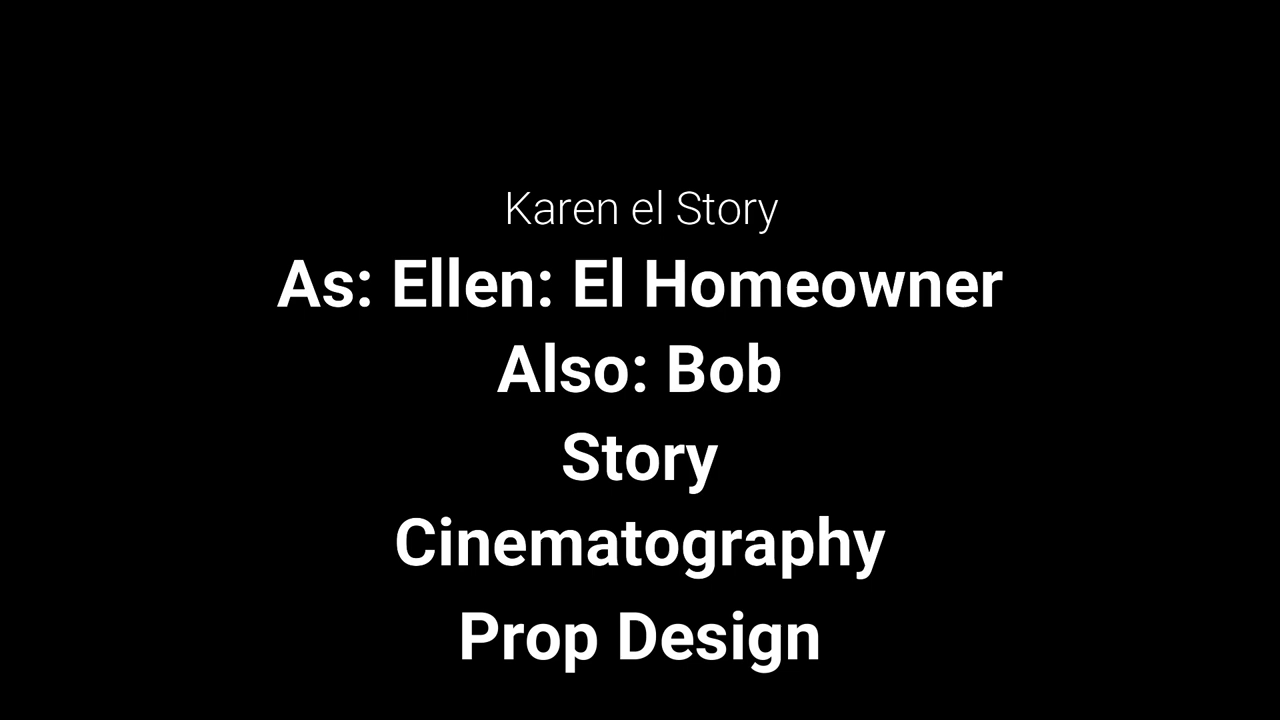 Karen el Story
As: Ellen: El Homeowner
Also: Bob
Story
Cinematography
Prop Design